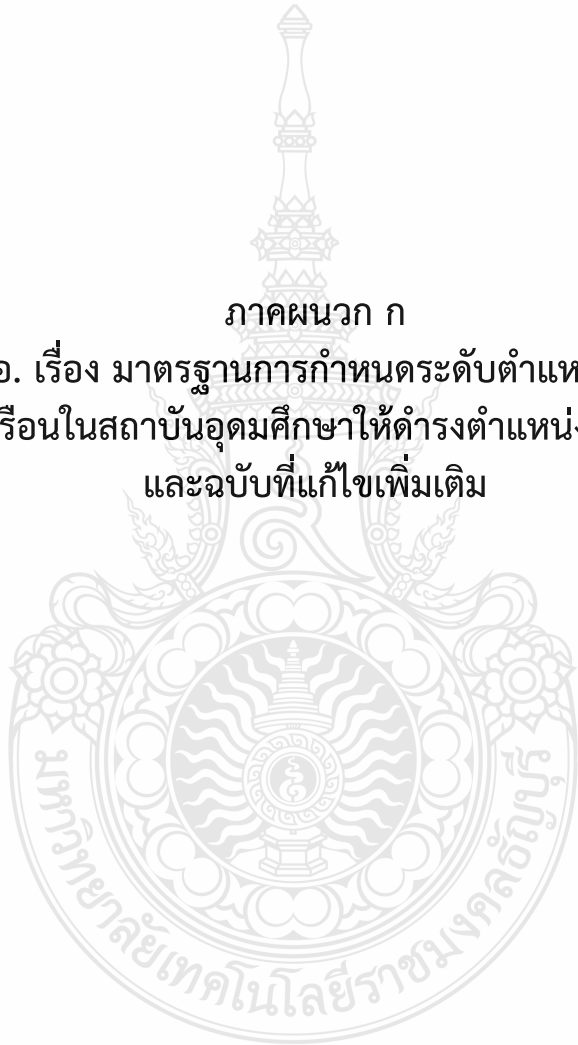 ภาคผนวก ก
อ. เรื่อง มาตรฐานการกำหนดระดับตำแห
รือนในสถาบันอุดมศึกษาให้ดำรงตำแหน่ง
และฉบับที่แก้ไขเพิ่มเติม
มหาวิทยาลัยเทคโนโลยีราชมงคลธัญบุรี